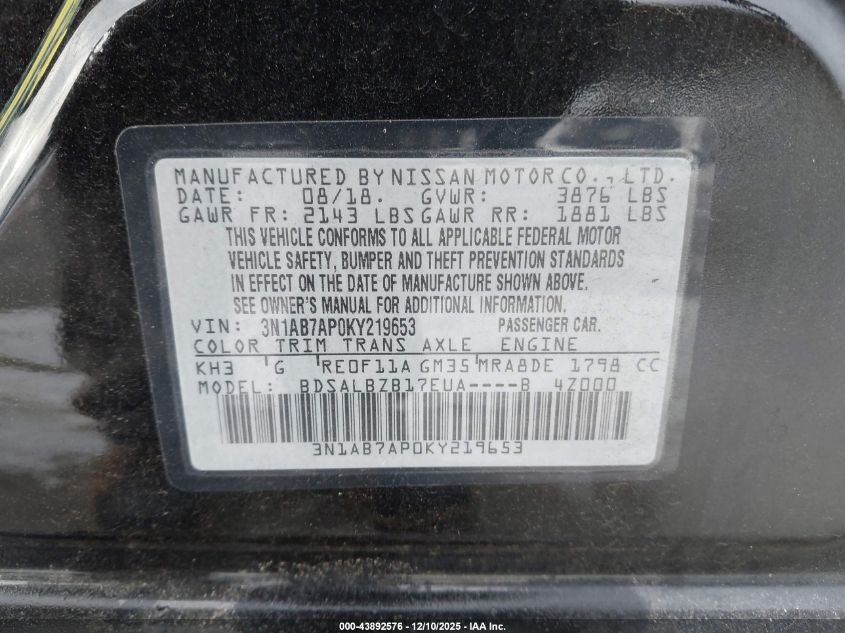 MANUFACTURED BY NISSAN MOTOR CO., LTD.
DATE: 08/18. GVWR: 3876 LBS
GAWR FR: 2143 LBS GAWR RR: 1881 LBS
THIS VEHICLE CONFORMS TO ALL APPLICABLE FEDERAL MOTOR
VEHICLE SAFETY, BUMPER AND THEFT PREVENTION STANDARDS
IN EFFECT ON THE DATE OF MANUFACTURE SHOWN ABOVE.
SEE OWNER'S MANUAL FOR ADDITIONAL INFORMATION.
VIN: 3N1AB7AP0KY219653 PASSENGER CAR.
COLOR TRIM TRANS AXLE ENGINE
KH3 G RE0F11A GM35 MRA8DE 1798 CC
MODEL: BDSALBZB17EUA----B 4Z000
3N1AB7AP0KY219653
000-43892576 - 12/10/2025 - IAA Inc.